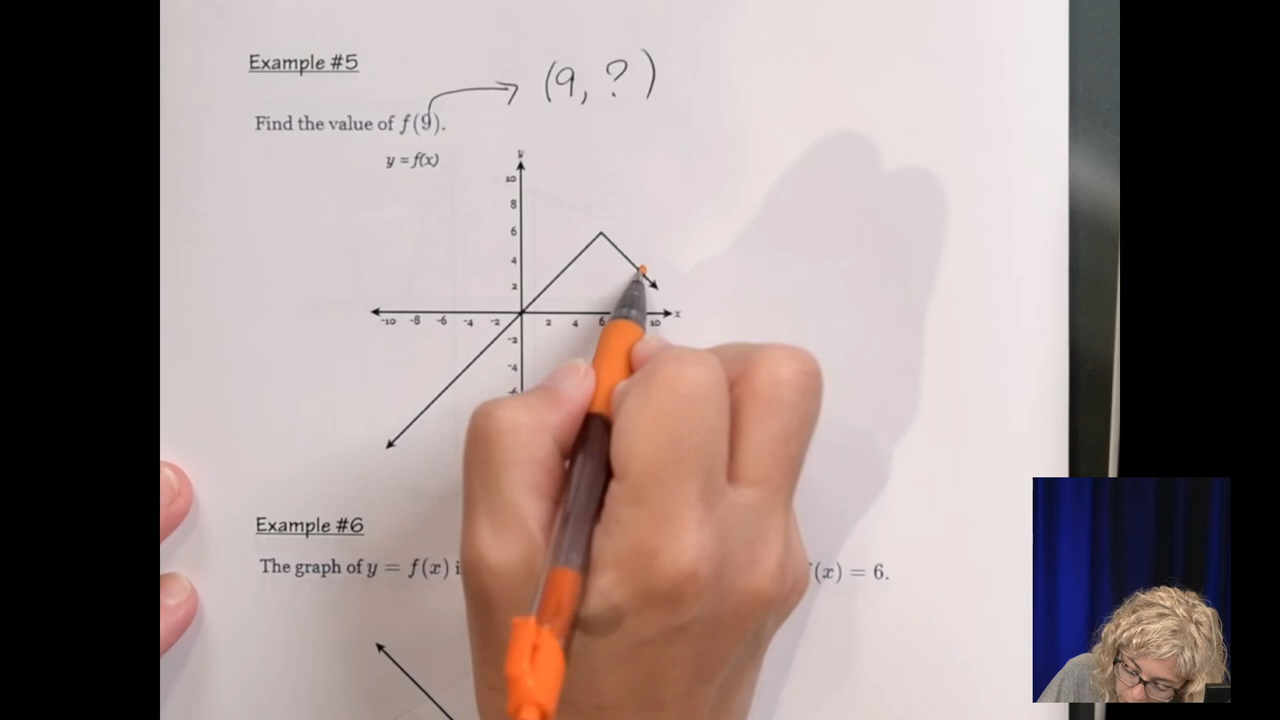 Example #5
(9, ?)
Find the value of f(9).
y = f(x)
y
10
8
6
4
2
-10 -8 -6 -4 -2 2 4 6 10 x
-2
-4
Example #6
The graph of y = f(x)
(x) = 6.